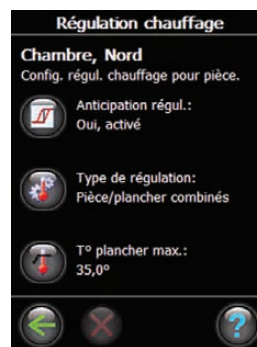 Régulation chauffage
Chambre, Nord
Config. régul. chauffage pour pièce.
Anticipation régul.:
Oui, activé
Type de régulation:
Pièce/plancher combinés
T° plancher max.:
35,0°
?